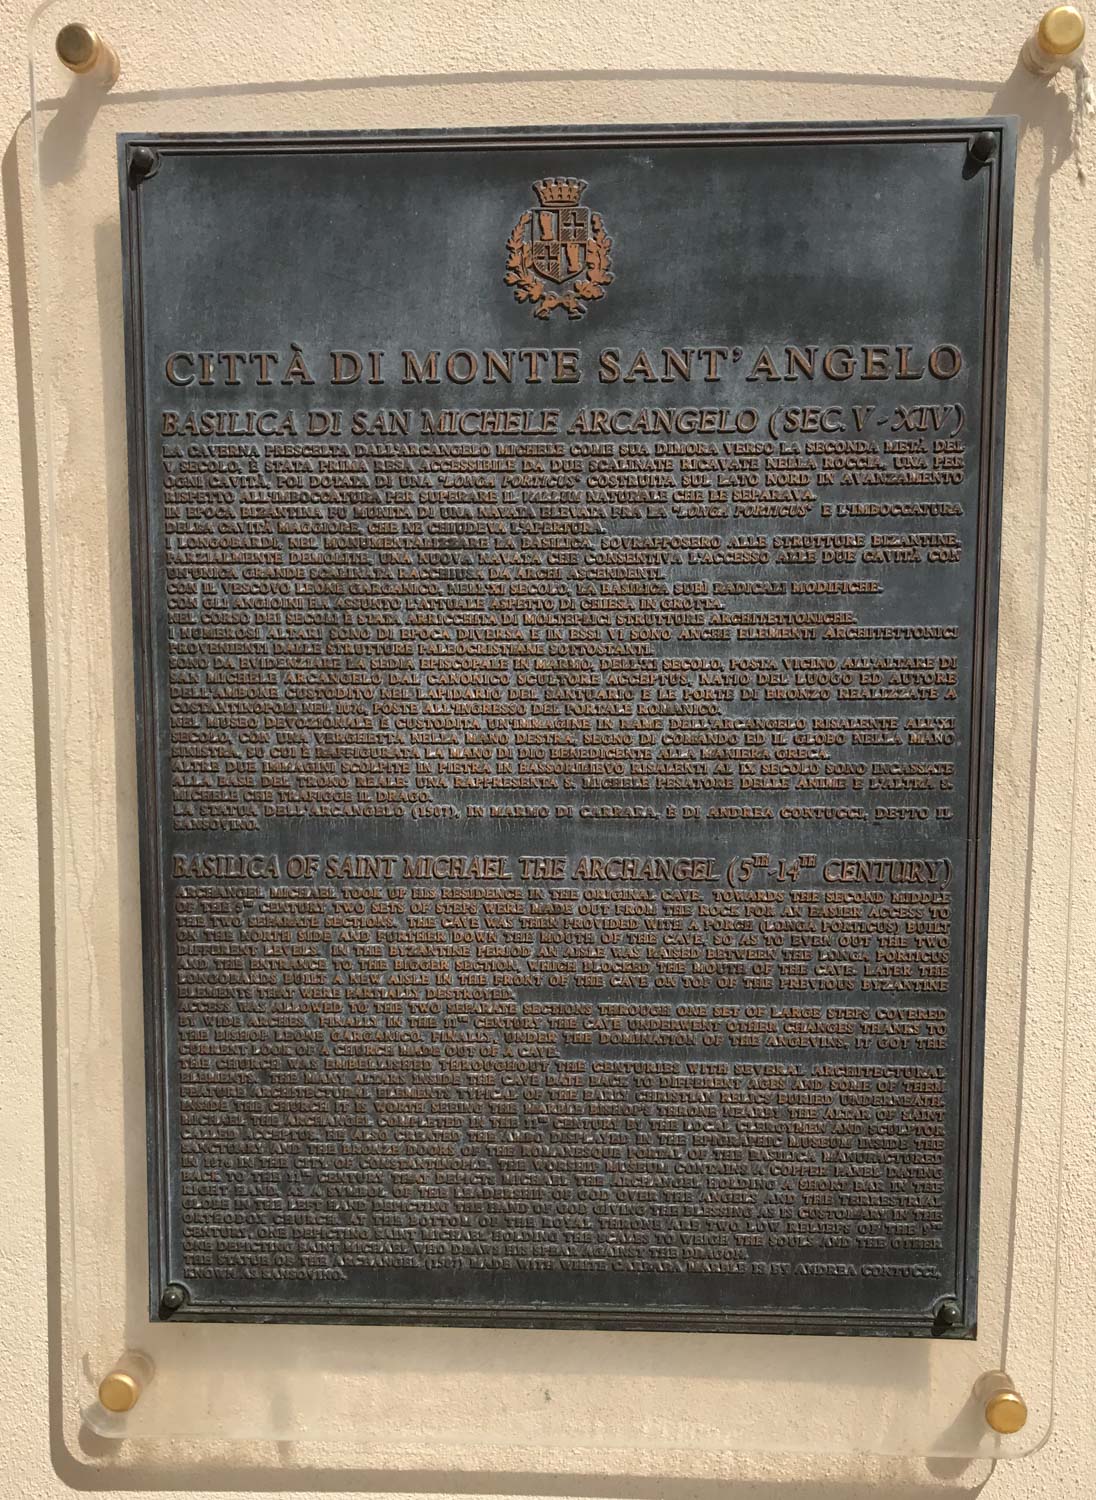 CITTÀ DI MONTE SANT'ANGELO
BASILICA DI SAN MICHELE ARCANGELO (SEC. V - XIV)
LA CAVERNA PRESCELTA DALL'ARCANGELO MICHELE COME SUA DIMORA VERSO LA SECONDA METÀ DEL
V SECOLO, È STATA PRIMA RESA ACCESSIBILE DA DUE SCALINATE RICAVATE NELLA ROCCIA, UNA PER
OGNI CAVITÀ, POI DOTATA DI UNA "LONGA PORTICUS" COSTRUITA SUL LATO NORD IN AVANZAMENTO
RISPETTO ALL'IMBOCCATURA PER SUPERARE IL VALLUM NATURALE CHE LE SEPARAVA.
IN EPOCA BIZANTINA FU MUNITA DI UNA NAVATA ELEVATA FRA LA "LONGA PORTICUS" E L'IMBOCCATURA
DELLA CAVITÀ MAGGIORE, CHE NE CHIUDEVA L'APERTURA.
I LONGOBARDI, NEL MONUMENTALIZZARE LA BASILICA, SOVRAPPOSERO ALLE STRUTTURE BIZANTINE,
PARZIALMENTE DEMOLITE, UNA NUOVA NAVATA, CHE CONSENTIVA L'ACCESSO ALLE DUE CAVITÀ CON
UN'UNICA GRANDE SCALINATA RACCHIUSA DA ARCHI ASCENDENTI.
CON IL VESCOVO LEONE GARGANICO, NELL'XI SECOLO, LA BASILICA SUBÌ RADICALI MODIFICHE.
CON GLI ANGIOINI HA ASSUNTO L'ATTUALE ASPETTO DI CHIESA IN GROTTA.
NEL CORSO DEI SECOLI È STATA ARRICCHITA DI MOLTEPLICI STRUTTURE ARCHITETTONICHE.
I NUMEROSI ALTARI SONO DI EPOCA DIVERSA E IN ESSI VI SONO ANCHE ELEMENTI ARCHITETTONICI
PROVENIENTI DALLE STRUTTURE PALEOCRISTIANE SOTTOSTANTI.
SONO DA EVIDENZIARE LA SEDIA EPISCOPALE IN MARMO, DELL'XI SECOLO, POSTA VICINO ALL'ALTARE DI
SAN MICHELE ARCANGELO DAL CANONICO SCULTORE ACCEPTUS, NATIO DEL LUOGO ED AUTORE
DELL'AMBONE CUSTODITO NEL LAPIDARIO DEL SANTUARIO E LE PORTE DI BRONZO REALIZZATE A
COSTANTINOPOLI, NEL 1076, POSTE ALL'INGRESSO DEL PORTALE ROMANICO.
NEL MUSEO DEVOZIONALE È CUSTODITA UN'IMMAGINE IN RAME DELL'ARCANGELO RISALENTE ALL'XI
SECOLO, CON UNA VERGHETTA NELLA MANO DESTRA, SEGNO DI COMANDO ED IL GLOBO NELLA MANO
SINISTRA, SU CUI È RAFFIGURATA LA MANO DI DIO BENEDICENTE ALLA MANIERA GRECA.
ALTRE DUE IMMAGINI SCOLPITE IN PIETRA IN BASSORILIEVO RISALENTI AL IX SECOLO SONO INCASSATE
ALLA BASE DEL TRONO REALE: UNA RAPPRESENTA S. MICHELE PESATORE DELLE ANIME E L'ALTRA S.
MICHELE CHE TRAFIGGE IL DRAGO.
LA STATUA DELL'ARCANGELO (1507), IN MARMO DI CARRARA, È DI ANDREA CONTUCCI, DETTO IL
SANSOVINO.
BASILICA OF SAINT MICHAEL THE ARCHANGEL (5TH-14TH CENTURY)
ARCHANGEL MICHAEL TOOK UP HIS RESIDENCE IN THE ORIGINAL CAVE. TOWARDS THE SECOND MIDDLE
OF THE 5TH CENTURY TWO SETS OF STEPS WERE MADE OUT FROM THE ROCK FOR AN EASIER ACCESS TO
THE TWO SEPARATE SECTIONS. THE CAVE WAS THEN PROVIDED WITH A PORCH (LONGA PORTICUS) BUILT
ON THE NORTH SIDE AND FURTHER DOWN THE MOUTH OF THE CAVE, SO AS TO EVEN OUT THE TWO
DIFFERENT LEVELS. IN THE BYZANTINE PERIOD AN AISLE WAS RAISED BETWEEN THE LONGA PORTICUS
AND THE ENTRANCE TO THE BIGGER SECTION, WHICH BLOCKED THE MOUTH OF THE CAVE. LATER THE
LONGOBARDS BUILT A NEW AISLE IN THE FRONT OF THE CAVE ON TOP OF THE PREVIOUS BYZANTINE
ELEMENTS THAT WERE PARTIALLY DESTROYED.
ACCESS WAS ALLOWED TO THE TWO SEPARATE SECTIONS THROUGH ONE SET OF LARGE STEPS COVERED
BY WIDE ARCHES. FINALLY IN THE 11TH CENTURY THE CAVE UNDERWENT OTHER CHANGES THANKS TO
THE BISHOP LEONE GARGANICO. FINALLY, UNDER THE DOMINATION OF THE ANGEVINS, IT GOT THE
CURRENT LOOK OF A CHURCH MADE OUT OF A CAVE.
THE CHURCH WAS EMBELLISHED THROUGHOUT THE CENTURIES WITH SEVERAL ARCHITECTURAL
ELEMENTS. THE MANY ALTARS INSIDE THE CAVE DATE BACK TO DIFFERENT AGES AND SOME OF THEM
FEATURE ARCHITECTURE ELEMENTS TYPICAL OF THE EARLY CHRISTIAN RELICS BURIED UNDERNEATH.
INSIDE THE CHURCH IT IS WORTH SEEING THE MARBLE BISHOP'S THRONE NEARBY THE ALTAR OF SAINT
MICHAEL THE ARCHANGEL COMPLETED IN THE 11TH CENTURY BY THE LOCAL CLERGYMEN AND SCULPTOR
CALLED ACCEPTUS. HE ALSO CREATED THE AMBO DISPLAYED IN THE EPIGRAPHIC MUSEUM INSIDE THE
SANCTUARY AND THE BRONZE DOORS OF THE ROMANESQUE PORTAL OF THE BASILICA MANUFACTURED
IN 1076 IN THE CITY OF CONSTANTINOPLE. THE WORSHIP MUSEUM CONTAINS A COPPER PANEL DATING
BACK TO THE 11TH CENTURY THAT DEPICTS MICHAEL THE ARCHANGEL HOLDING A SHORT BAR IN THE
RIGHT HAND, AS A SYMBOL OF THE LEADERSHIP OF GOD OVER THE ANGELS AND THE TERRESTRIAL
GLOBE IN THE LEFT HAND DEPICTING THE HAND OF GOD GIVING THE BLESSING AS IS CUSTOMARY IN THE
ORTHODOX CHURCH. AT THE BOTTOM OF THE ROYAL THRONE ARE TWO LOW RELIEFS OF THE 9TH
CENTURY, ONE DEPICTING SAINT MICHAEL HOLDING THE SCALES TO WEIGH THE SOULS AND THE OTHER
ONE DEPICTING SAINT MICHAEL WHO DRAWS HIS SPEAR AGAINST THE DRAGON.
THE STATUE OF THE ARCHANGEL (1507) MADE WITH WHITE CARRARA MARBLE IS BY ANDREA CONTUCCI,
KNOWN AS SANSOVINO.